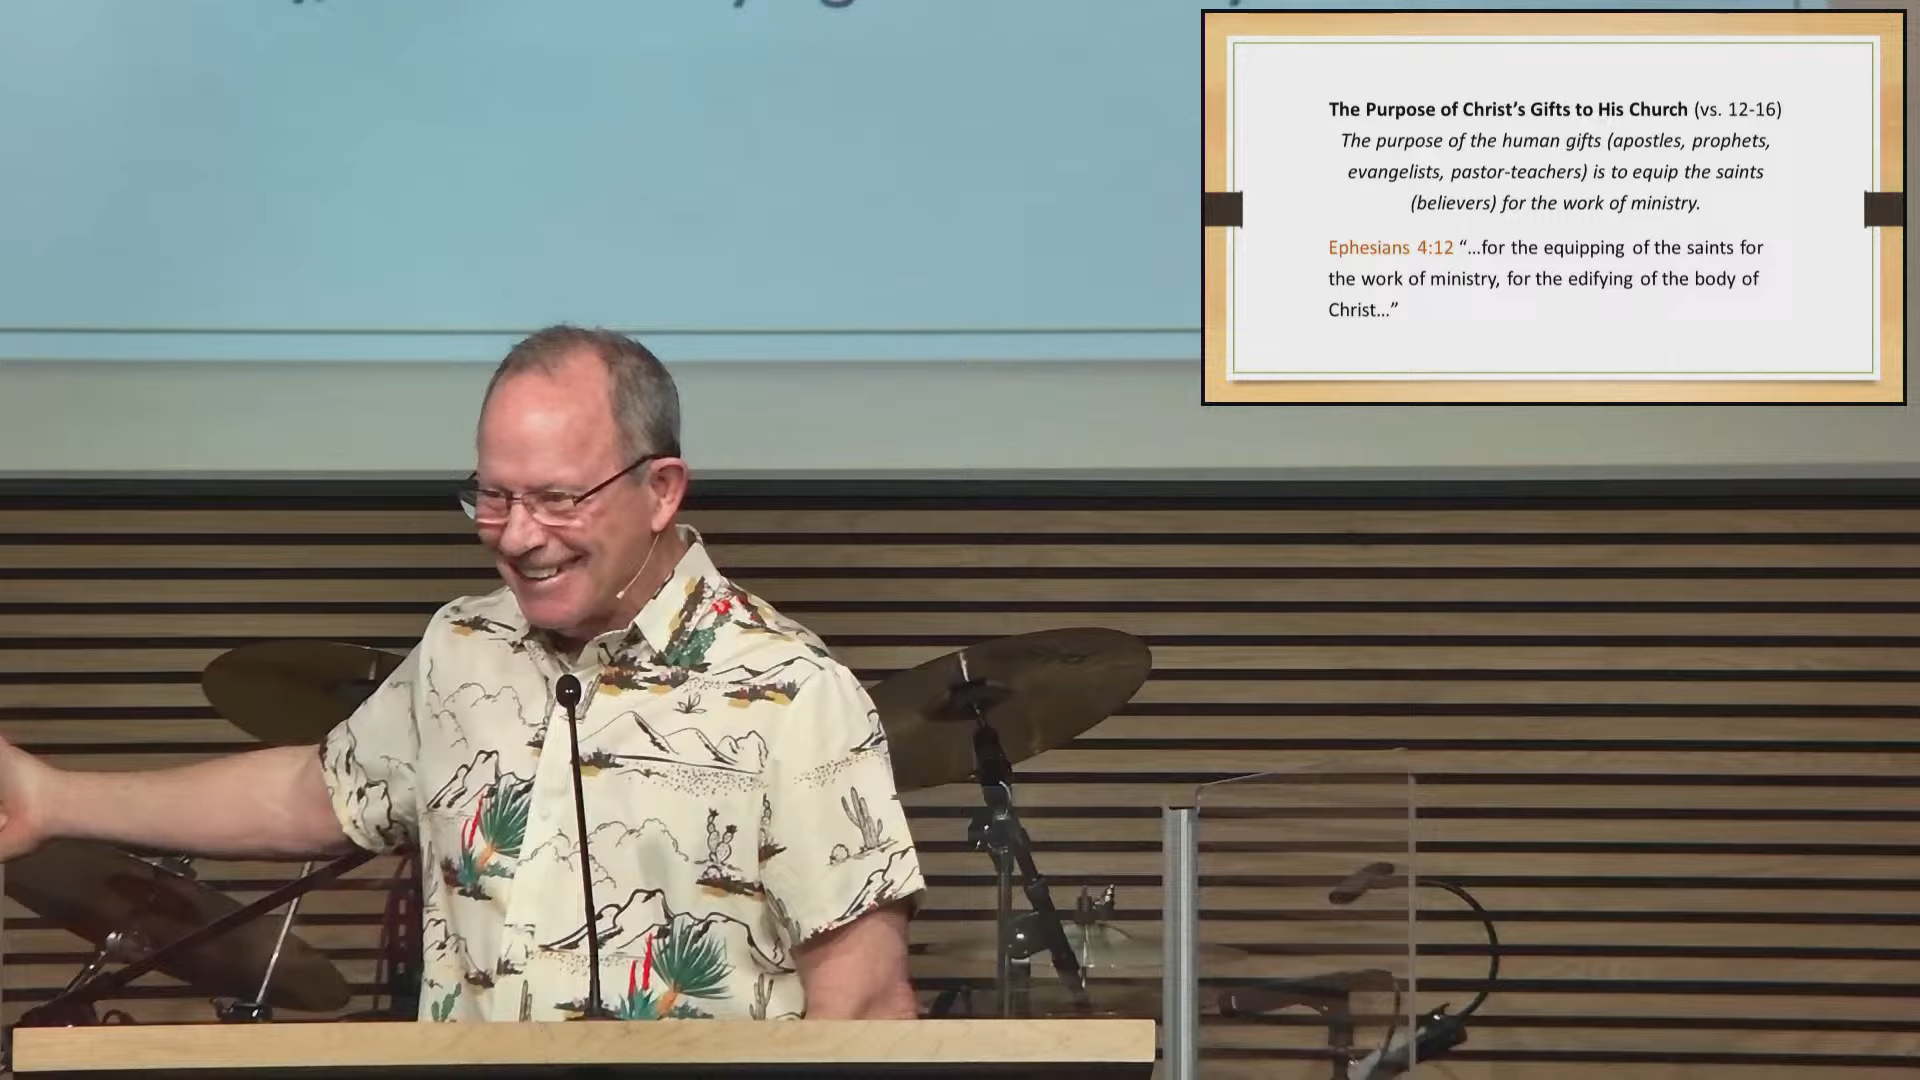 The Purpose of Christ’s Gifts to His Church (vs. 12-16)
The purpose of the human gifts (apostles, prophets,
evangelists, pastor-teachers) is to equip the saints
(believers) for the work of ministry.
Ephesians 4:12 “...for the equipping of the saints for
the work of ministry, for the edifying of the body of
Christ...”